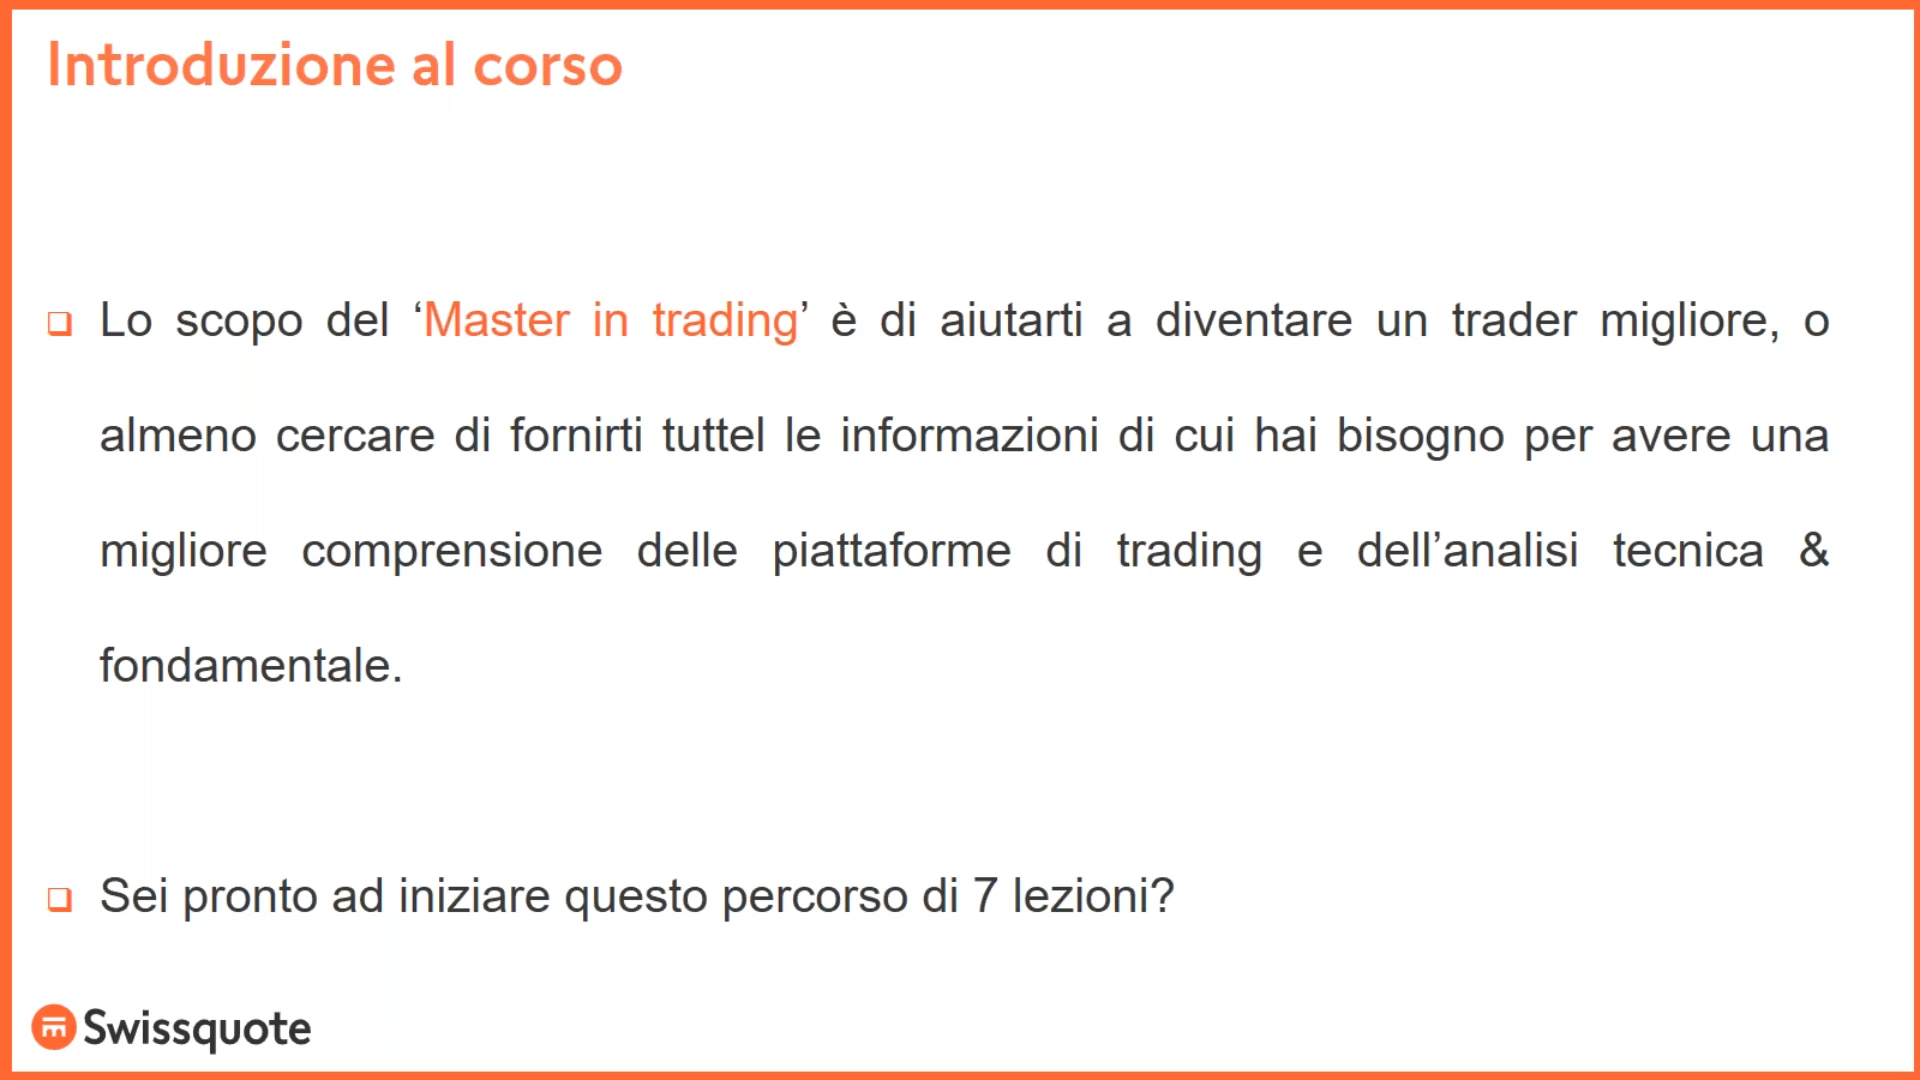 Introduzione al corso
❑ Lo scopo del ‘Master in trading’ è di aiutarti a diventare un trader migliore, o
almeno cercare di fornirti tuttel le informazioni di cui hai bisogno per avere una
migliore comprensione delle piattaforme di trading e dell’analisi tecnica &
fondamentale.
❑ Sei pronto ad iniziare questo percorso di 7 lezioni?
Swissquote